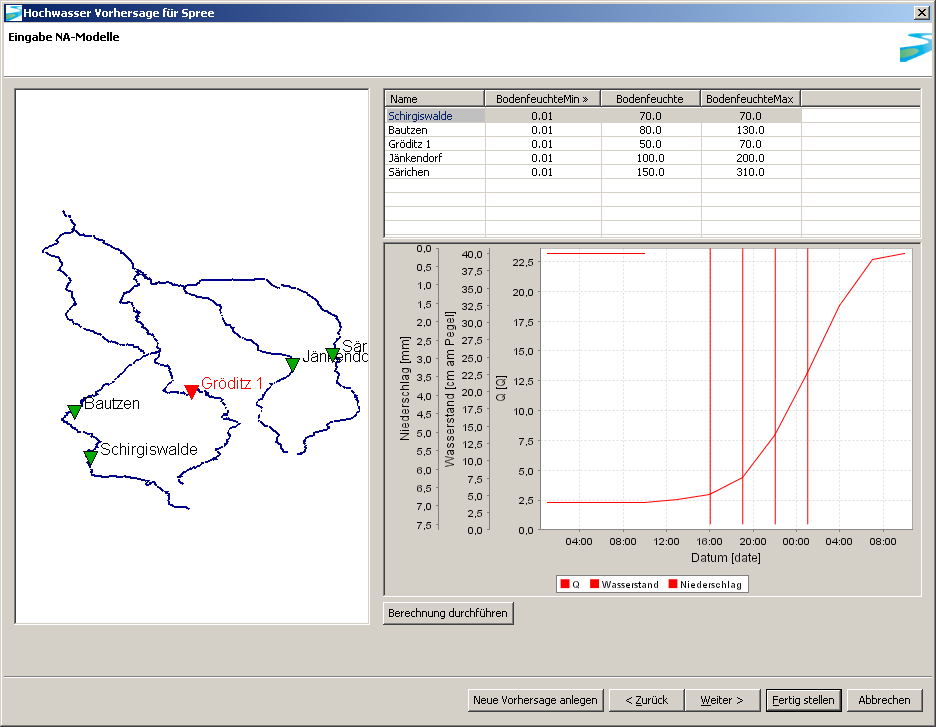 Hochwasser Vorhersage für Spree
Eingabe NA-Modelle
Name BodenfeuchteMin » Bodenfeuchte BodenfeuchteMax
Schirgiswalde 0.01 70.0 70.0
Bautzen 0.01 80.0 130.0
Gröditz 1 0.01 50.0 70.0
Jänkendorf 0.01 100.0 200.0
Särichen 0.01 150.0 310.0
Sär
Jänkendo
Gröditz 1
Bautzen
Schirgiswalde
Niederschlag [mm]
0,0
0,5
1,0
1,5
2,0
2,5
3,0
3,5
4,0
4,5
5,0
5,5
6,0
6,5
7,0
7,5
Wasserstand [cm am Pegel]
40,0
37,5
35,0
32,5
30,0
27,5
25,0
22,5
20,0
17,5
15,0
12,5
10,0
7,5
5,0
2,5
0,0
Q [Q]
22,5
20,0
17,5
15,0
12,5
10,0
7,5
5,0
2,5
0,0
04:00 08:00 12:00 16:00 20:00 00:00 04:00 08:00
Datum [date]
Q Wasserstand Niederschlag
Berechnung durchführen
Neue Vorhersage anlegen < Zurück Weiter > Fertig stellen Abbrechen